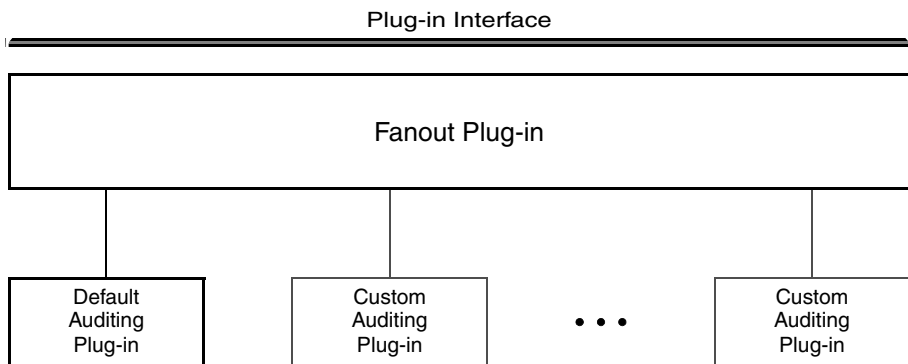 Plug-in Interface
Fanout Plug-in
Default
Auditing
Plug-in
Custom
Auditing
Plug-in
• • •
Custom
Auditing
Plug-in